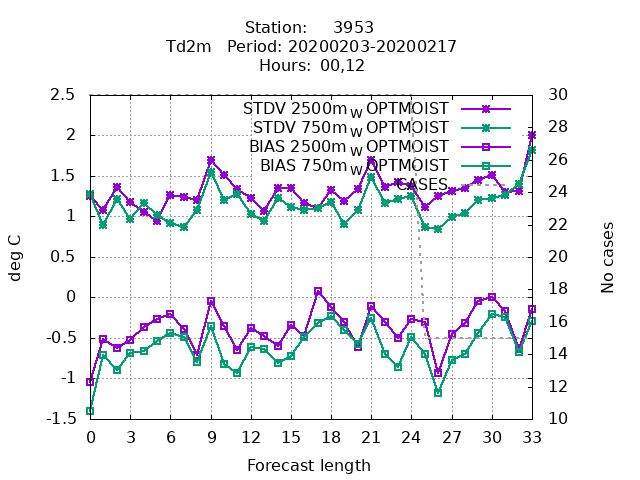 Station: 3953
Td2m Period: 20200203-20200217
Hours: 00,12
STDV 2500m_W OPTMOIST
STDV 750m_W OPTMOIST
BIAS 2500m_W OPTMOIST
BIAS 750m_W OPTMOIST
CASES
2.5
2
1.5
1
0.5
0
-0.5
-1
-1.5
deg C
30
28
26
24
22
20
18
16
14
12
10
No cases
0 3 6 9 12 15 18 21 24 27 30 33
Forecast length